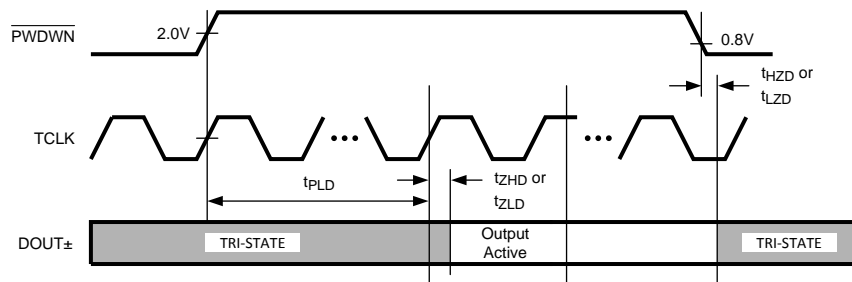 PWDWN
2.0V
0.8V
tHZD or
tLZD
TCLK
•••
•••
tPLD
tZHD or
tZLD
DOUT±
TRI-STATE
Output
Active
TRI-STATE